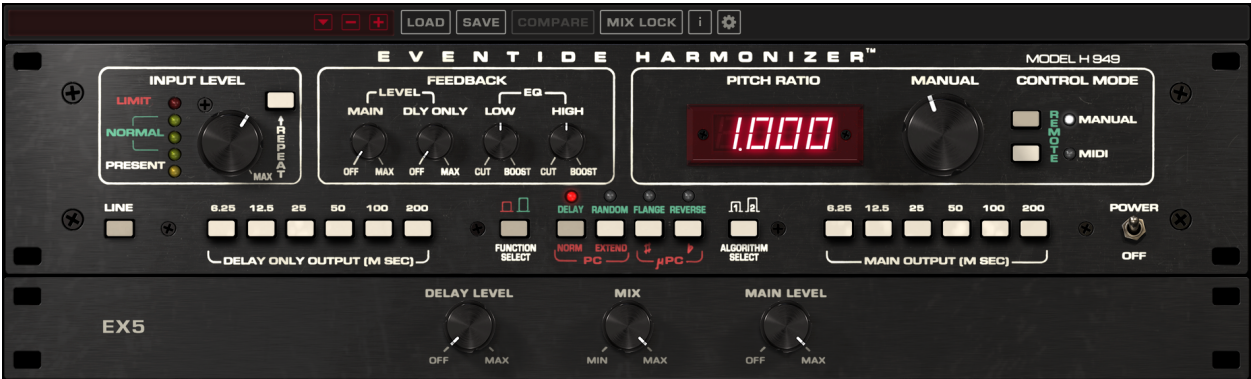 LOAD SAVE COMPARE MIX LOCK i
EVENTIDE HARMONIZER™
MODEL H 949
INPUT LEVEL
LIMIT
NORMAL
PRESENT
MAX
REPEAT
FEEDBACK
LEVEL EQ
MAIN DLY ONLY LOW HIGH
OFF MAX OFF MAX CUT BOOST CUT BOOST
PITCH RATIO
1.000
MANUAL
CONTROL MODE
REMOTE
MANUAL
MIDI
LINE
6.25 12.5 25 50 100 200
DELAY ONLY OUTPUT (M SEC)
FUNCTION
SELECT
DELAY RANDOM FLANGE REVERSE
NORM EXTEND ♯ ♭
PC µPC
1 2
ALGORITHM
SELECT
6.25 12.5 25 50 100 200
MAIN OUTPUT (M SEC)
POWER
OFF
EX5
DELAY LEVEL MIX MAIN LEVEL
OFF MAX MIN MAX OFF MAX